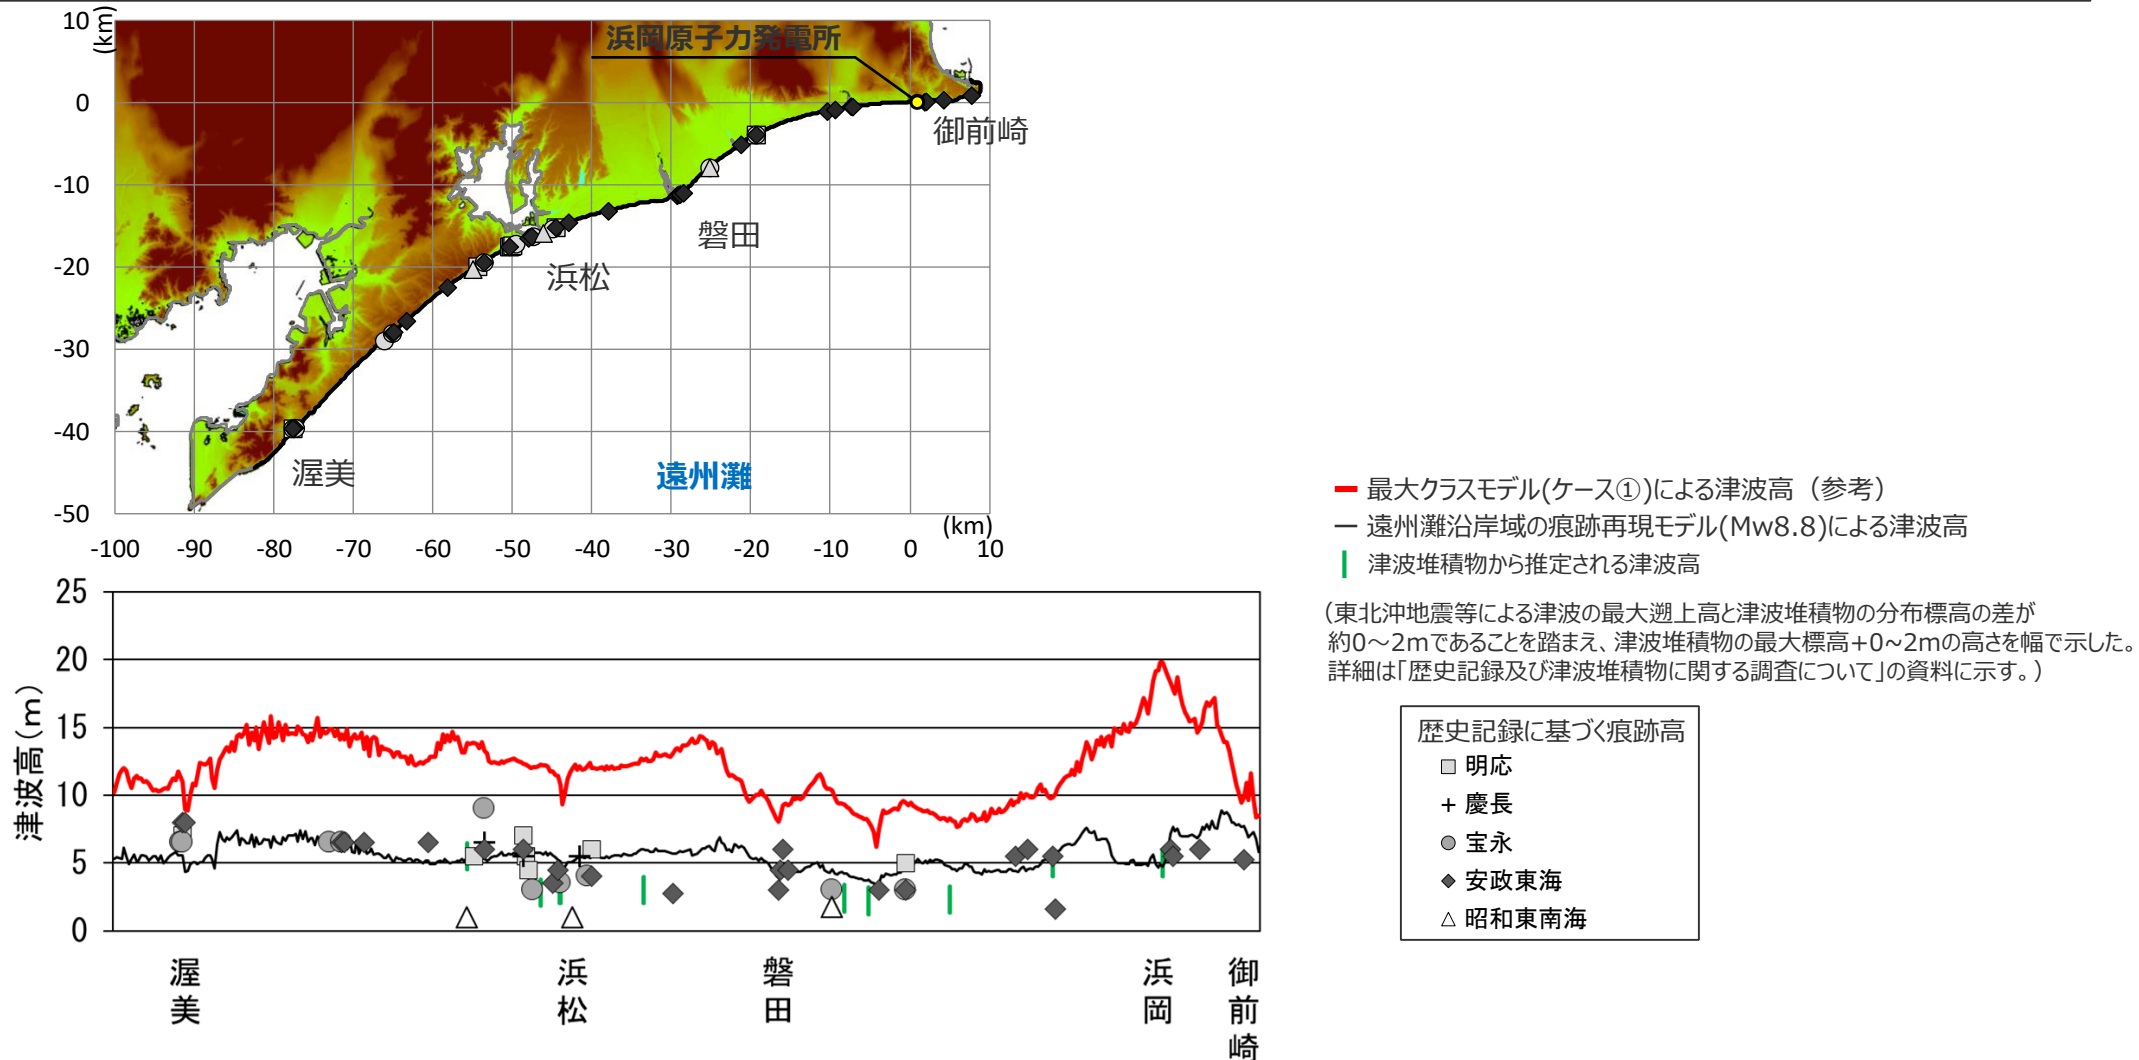 10
(km)
浜岡原子力発電所
0
御前崎
-10
磐田
-20
浜松
-30
-40
渥美
遠州灘
-50
(km)
-100 -90 -80 -70 -60 -50 -40 -30 -20 -10 0 10
ー 最大クラスモデル(ケース①)による津波高（参考）
ー 遠州灘沿岸域の痕跡再現モデル(Mw8.8)による津波高
| 津波堆積物から推定される津波高
（東北沖地震等による津波の最大遡上高と津波堆積物の分布標高の差が
約0～2mであることを踏まえ、津波堆積物の最大標高+0~2mの高さを幅で示した。
詳細は「歴史記録及び津波堆積物に関する調査について」の資料に示す。）
歴史記録に基づく痕跡高
□ 明応
+ 慶長
● 宝永
◆ 安政東海
△ 昭和東南海
津波高(m)
25
20
15
10
5
0
渥美
浜松
磐田
浜岡
御前崎